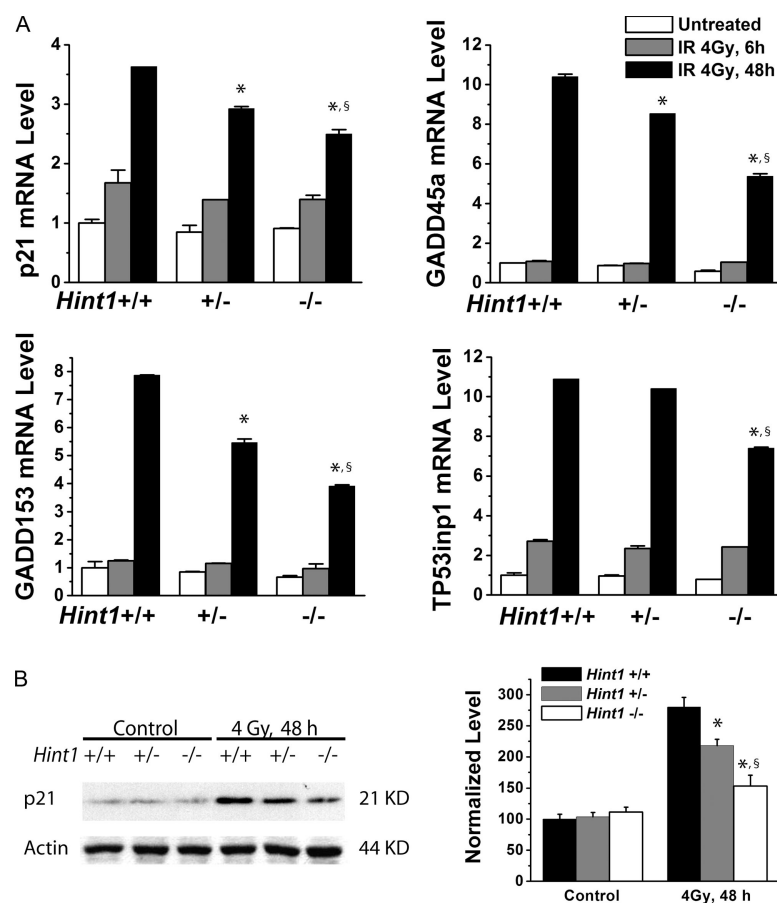 A
Untreated
IR 4Gy, 6h
IR 4Gy, 48h
p21 mRNA Level
4
3
2
1
0
*
*,§
Hint1+/+ +/- -/-
GADD45a mRNA Level
12
10
8
6
4
2
0
*
*,§
Hint1+/+ +/- -/-
GADD153 mRNA Level
8
7
6
5
4
3
2
1
0
*
*,§
Hint1+/+ +/- -/-
TP53inp1 mRNA Level
12
10
8
6
4
2
0
*,§
Hint1+/+ +/- -/-
B
Control 4 Gy, 48 h
Hint1 +/+ +/- -/- +/+ +/- -/-
p21 21 KD
Actin 44 KD
Hint1 +/+
Hint1 +/-
Hint1 -/-
Normalized Level
300
250
200
150
100
50
0
*
*,§
Control 4Gy, 48 h